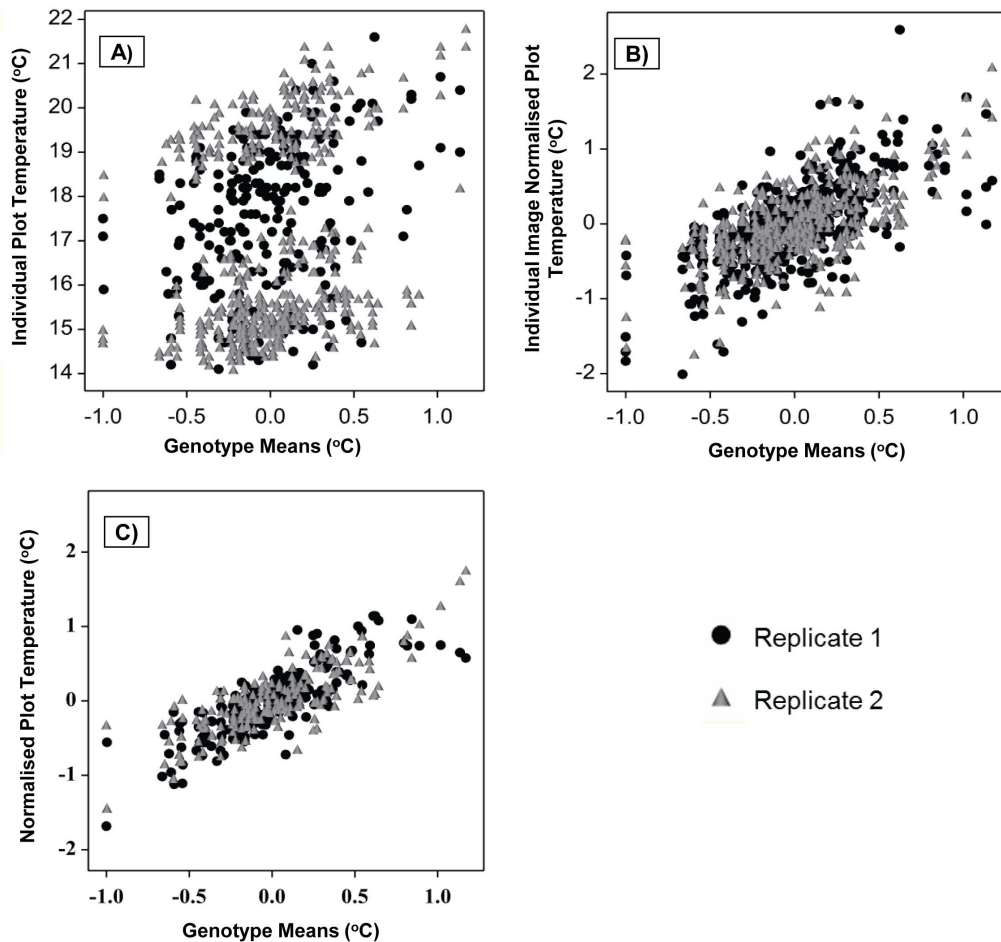 A)
Individual Plot Temperature (°C)
22
21
20
19
18
17
16
15
14
-1.0 -0.5 0.0 0.5 1.0
Genotype Means (°C)
B)
Individual Image Normalised Plot
Temperature (°C)
2
1
0
-1
-2
-1.0 -0.5 0.0 0.5 1.0
Genotype Means (°C)
C)
Normalised Plot Temperature (°C)
2
1
0
-1
-2
-1.0 -0.5 0.0 0.5 1.0
Genotype Means (°C)
Replicate 1
Replicate 2